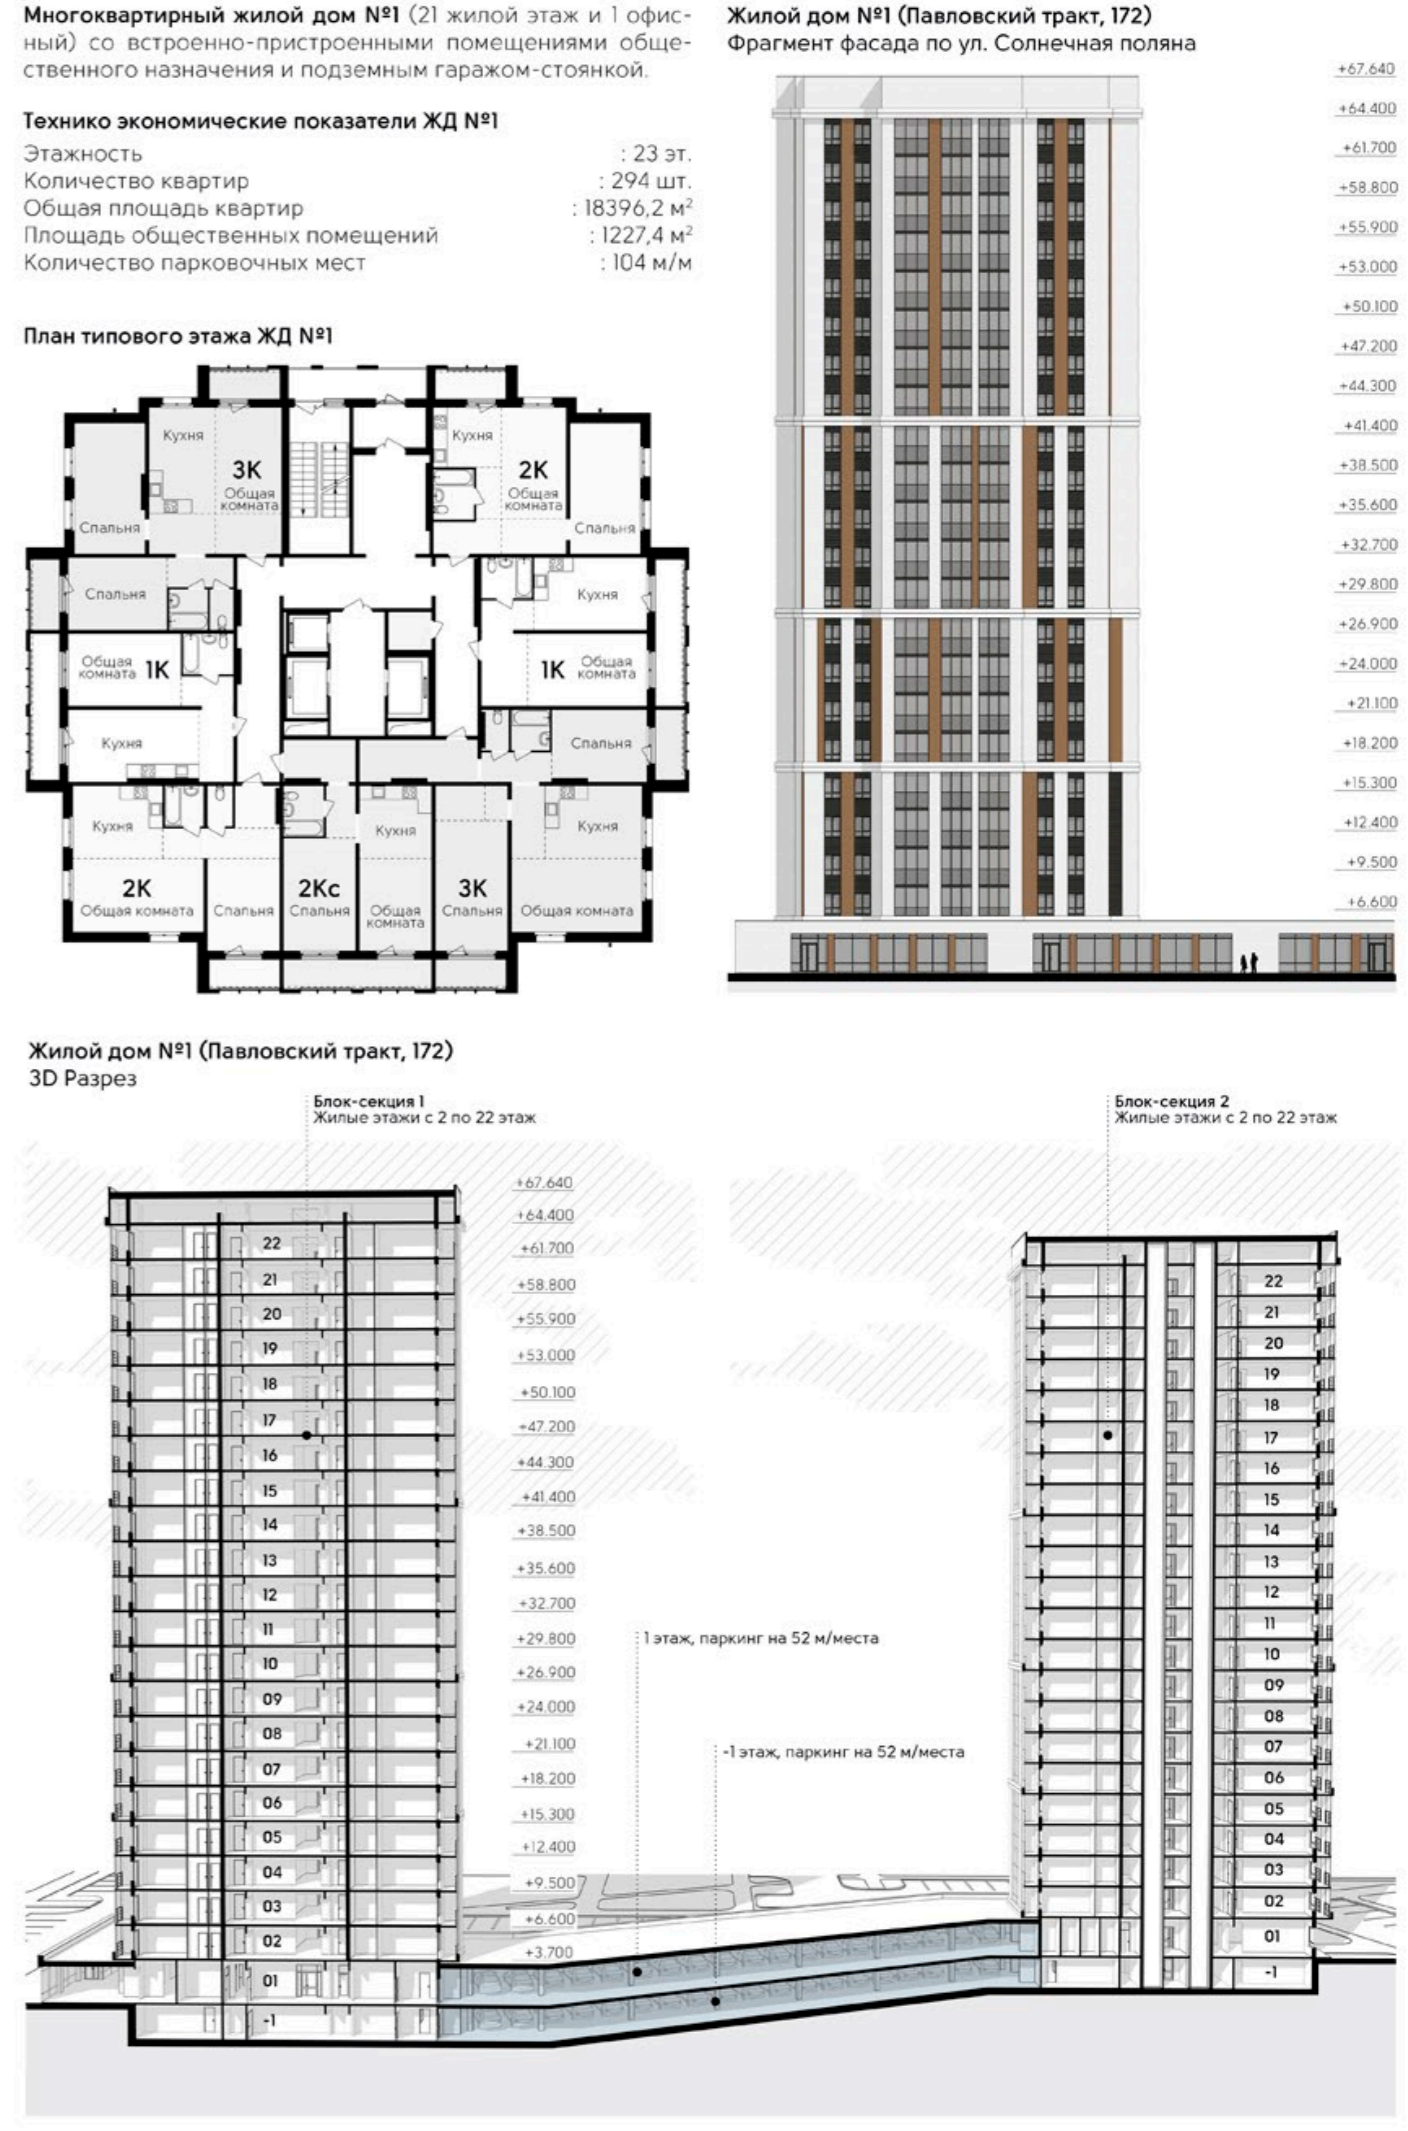 Многоквартирный жилой дом №1 (21 жилой этаж и 1 офис-
ный) со встроенно-пристроенными помещениями обще-
ственного назначения и подземным гаражом-стоянкой.
Технико экономические показатели ЖД №1
Этажность : 23 эт.
Количество квартир : 294 шт.
Общая площадь квартир : 18396,2 м²
Площадь общественных помещений : 1227,4 м²
Количество парковочных мест : 104 м/м
План типового этажа ЖД №1
Кухня
3К
Общая
комната
Спальня
Кухня
2К
Общая
комната
Спальня
Спальня
Кухня
Общая
комната
1К
1К
Общая
комната
Кухня
Спальня
Кухня
2К
Общая комната
Спальня
2Кс
Спальня
Кухня
Общая
комната
3К
Спальня
Кухня
Общая комната
Жилой дом №1 (Павловский тракт, 172)
Фрагмент фасада по ул. Солнечная поляна
+67.640
+64.400
+61.700
+58.800
+55.900
+53.000
+50.100
+47.200
+44.300
+41.400
+38.500
+35.600
+32.700
+29.800
+26.900
+24.000
+21.100
+18.200
+15.300
+12.400
+9.500
+6.600
Жилой дом №1 (Павловский тракт, 172)
3D Разрез
Блок-секция 1
Жилые этажи с 2 по 22 этаж
22
21
20
19
18
17
16
15
14
13
12
11
10
09
08
07
06
05
04
03
02
01
-1
+67.640
+64.400
+61.700
+58.800
+55.900
+53.000
+50.100
+47.200
+44.300
+41.400
+38.500
+35.600
+32.700
+29.800
+26.900
+24.000
+21.100
+18.200
+15.300
+12.400
+9.500
+6.600
+3.700
1 этаж, паркинг на 52 м/места
-1 этаж, паркинг на 52 м/места
Блок-секция 2
Жилые этажи с 2 по 22 этаж
22
21
20
19
18
17
16
15
14
13
12
11
10
09
08
07
06
05
04
03
02
01
-1